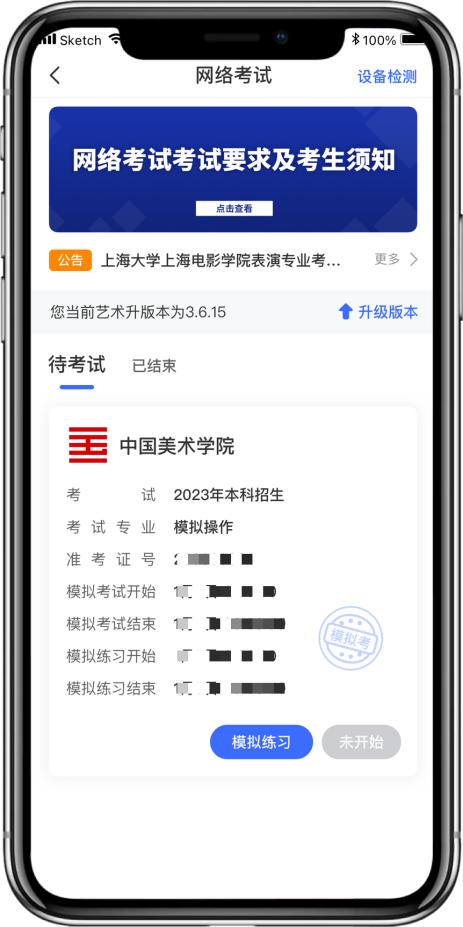 Sketch 100%
网络考试 设备检测
网络考试考试要求及考生须知
点击查看
公告 上海大学上海电影学院表演专业考... 更多
您当前艺术升版本为3.6.15 升级版本
待考试 已结束
中国美术学院
考试 2023年本科招生
考试专业 模拟操作
准考证号
模拟考试开始
模拟考试结束
模拟考
模拟练习开始
模拟练习结束
模拟练习 未开始